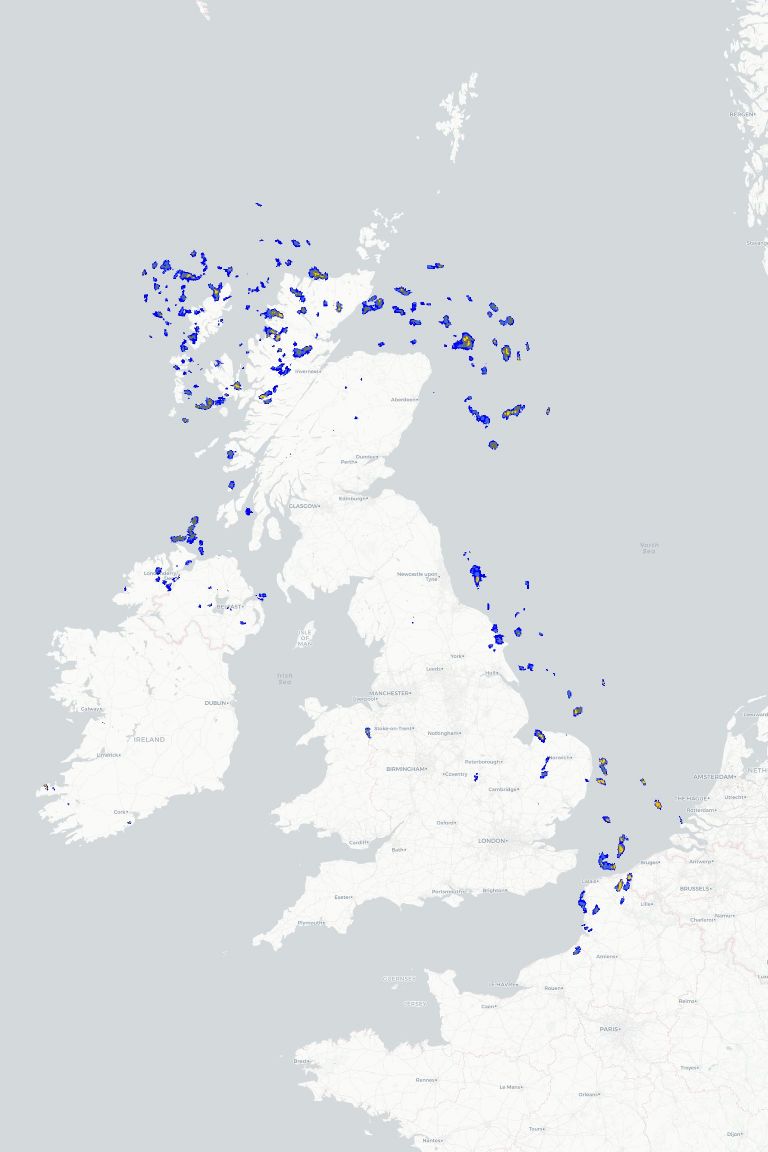 BERGEN
Stavanger
Inverness
Aberdeen
Dundee
Perth
Edinburgh
GLASGOW
North
Sea
Newcastle upon
Tyne
BELFAST
ISLE
OF
MAN
York
Leeds
Hull
Irish
Sea
MANCHESTER
Liverpool
Galway
DUBLIN
Stoke-on-Trent
Nottingham
IRELAND
Limerick
Norwich
Peterborough
BIRMINGHAM
Coventry
AMSTERDAM
Cambridge
THE HAGUE
Utrecht
Rotterdam
Cork
Oxford
Cardiff
Bath
LONDON
Bruges
Antwerp
Calais
BRUSSELS
Portsmouth
Brighton
Exeter
Lille
Plymouth
Charleroi
Namur
Amiens
GUERNSEY
LE HAVRE
Rouen
JERSEY
Caen
Reims
PARIS
Brest
Troyes
Rennes
Le Mans
Orléans
Tours
Dijon
Nantes